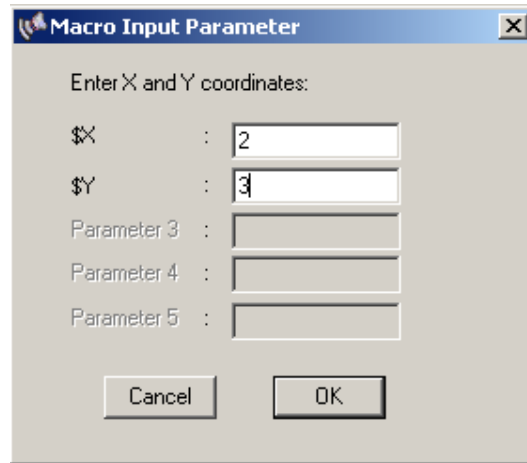 Macro Input Parameter
Enter X and Y coordinates:
$X : 2
$Y : 3
Parameter 3 :
Parameter 4 :
Parameter 5 :
Cancel OK